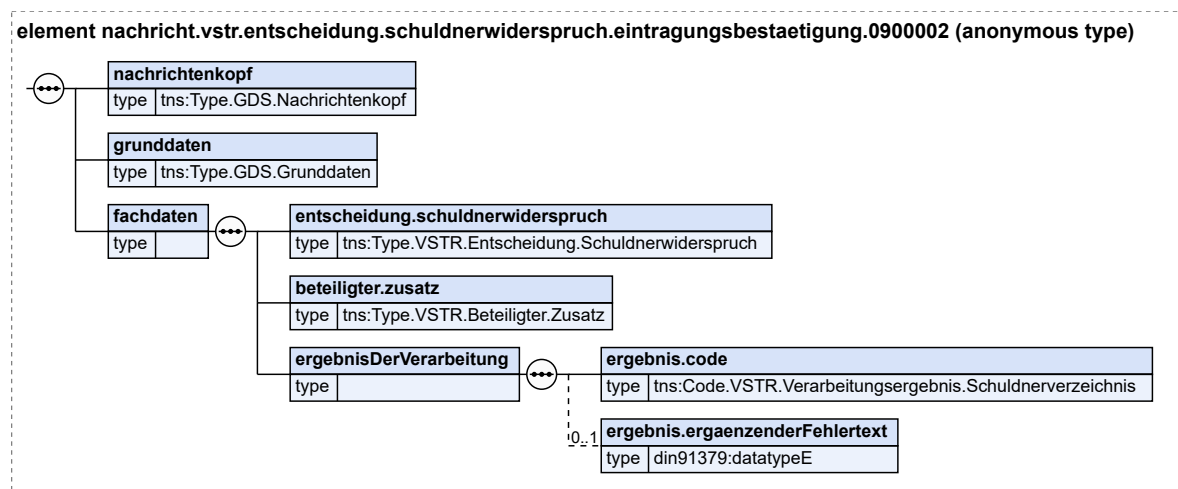 element nachricht.vstr.entscheidung.schuldnerwiderspruch.eintragungsbestaetigung.0900002 (anonymous type)
nachrichtenkopf
type tns:Type.GDS.Nachrichtenkopf
grunddaten
type tns:Type.GDS.Grunddaten
fachdaten
type
entscheidung.schuldnerwiderspruch
type tns:Type.VSTR.Entscheidung.Schuldnerwiderspruch
beteiligter.zusatz
type tns:Type.VSTR.Beteiligter.Zusatz
ergebnisDerVerarbeitung
type
ergebnis.code
type tns:Code.VSTR.Verarbeitungsergebnis.Schuldnerverzeichnis
0..1
ergebnis.ergaenzenderFehlertext
type din91379:datatypeE